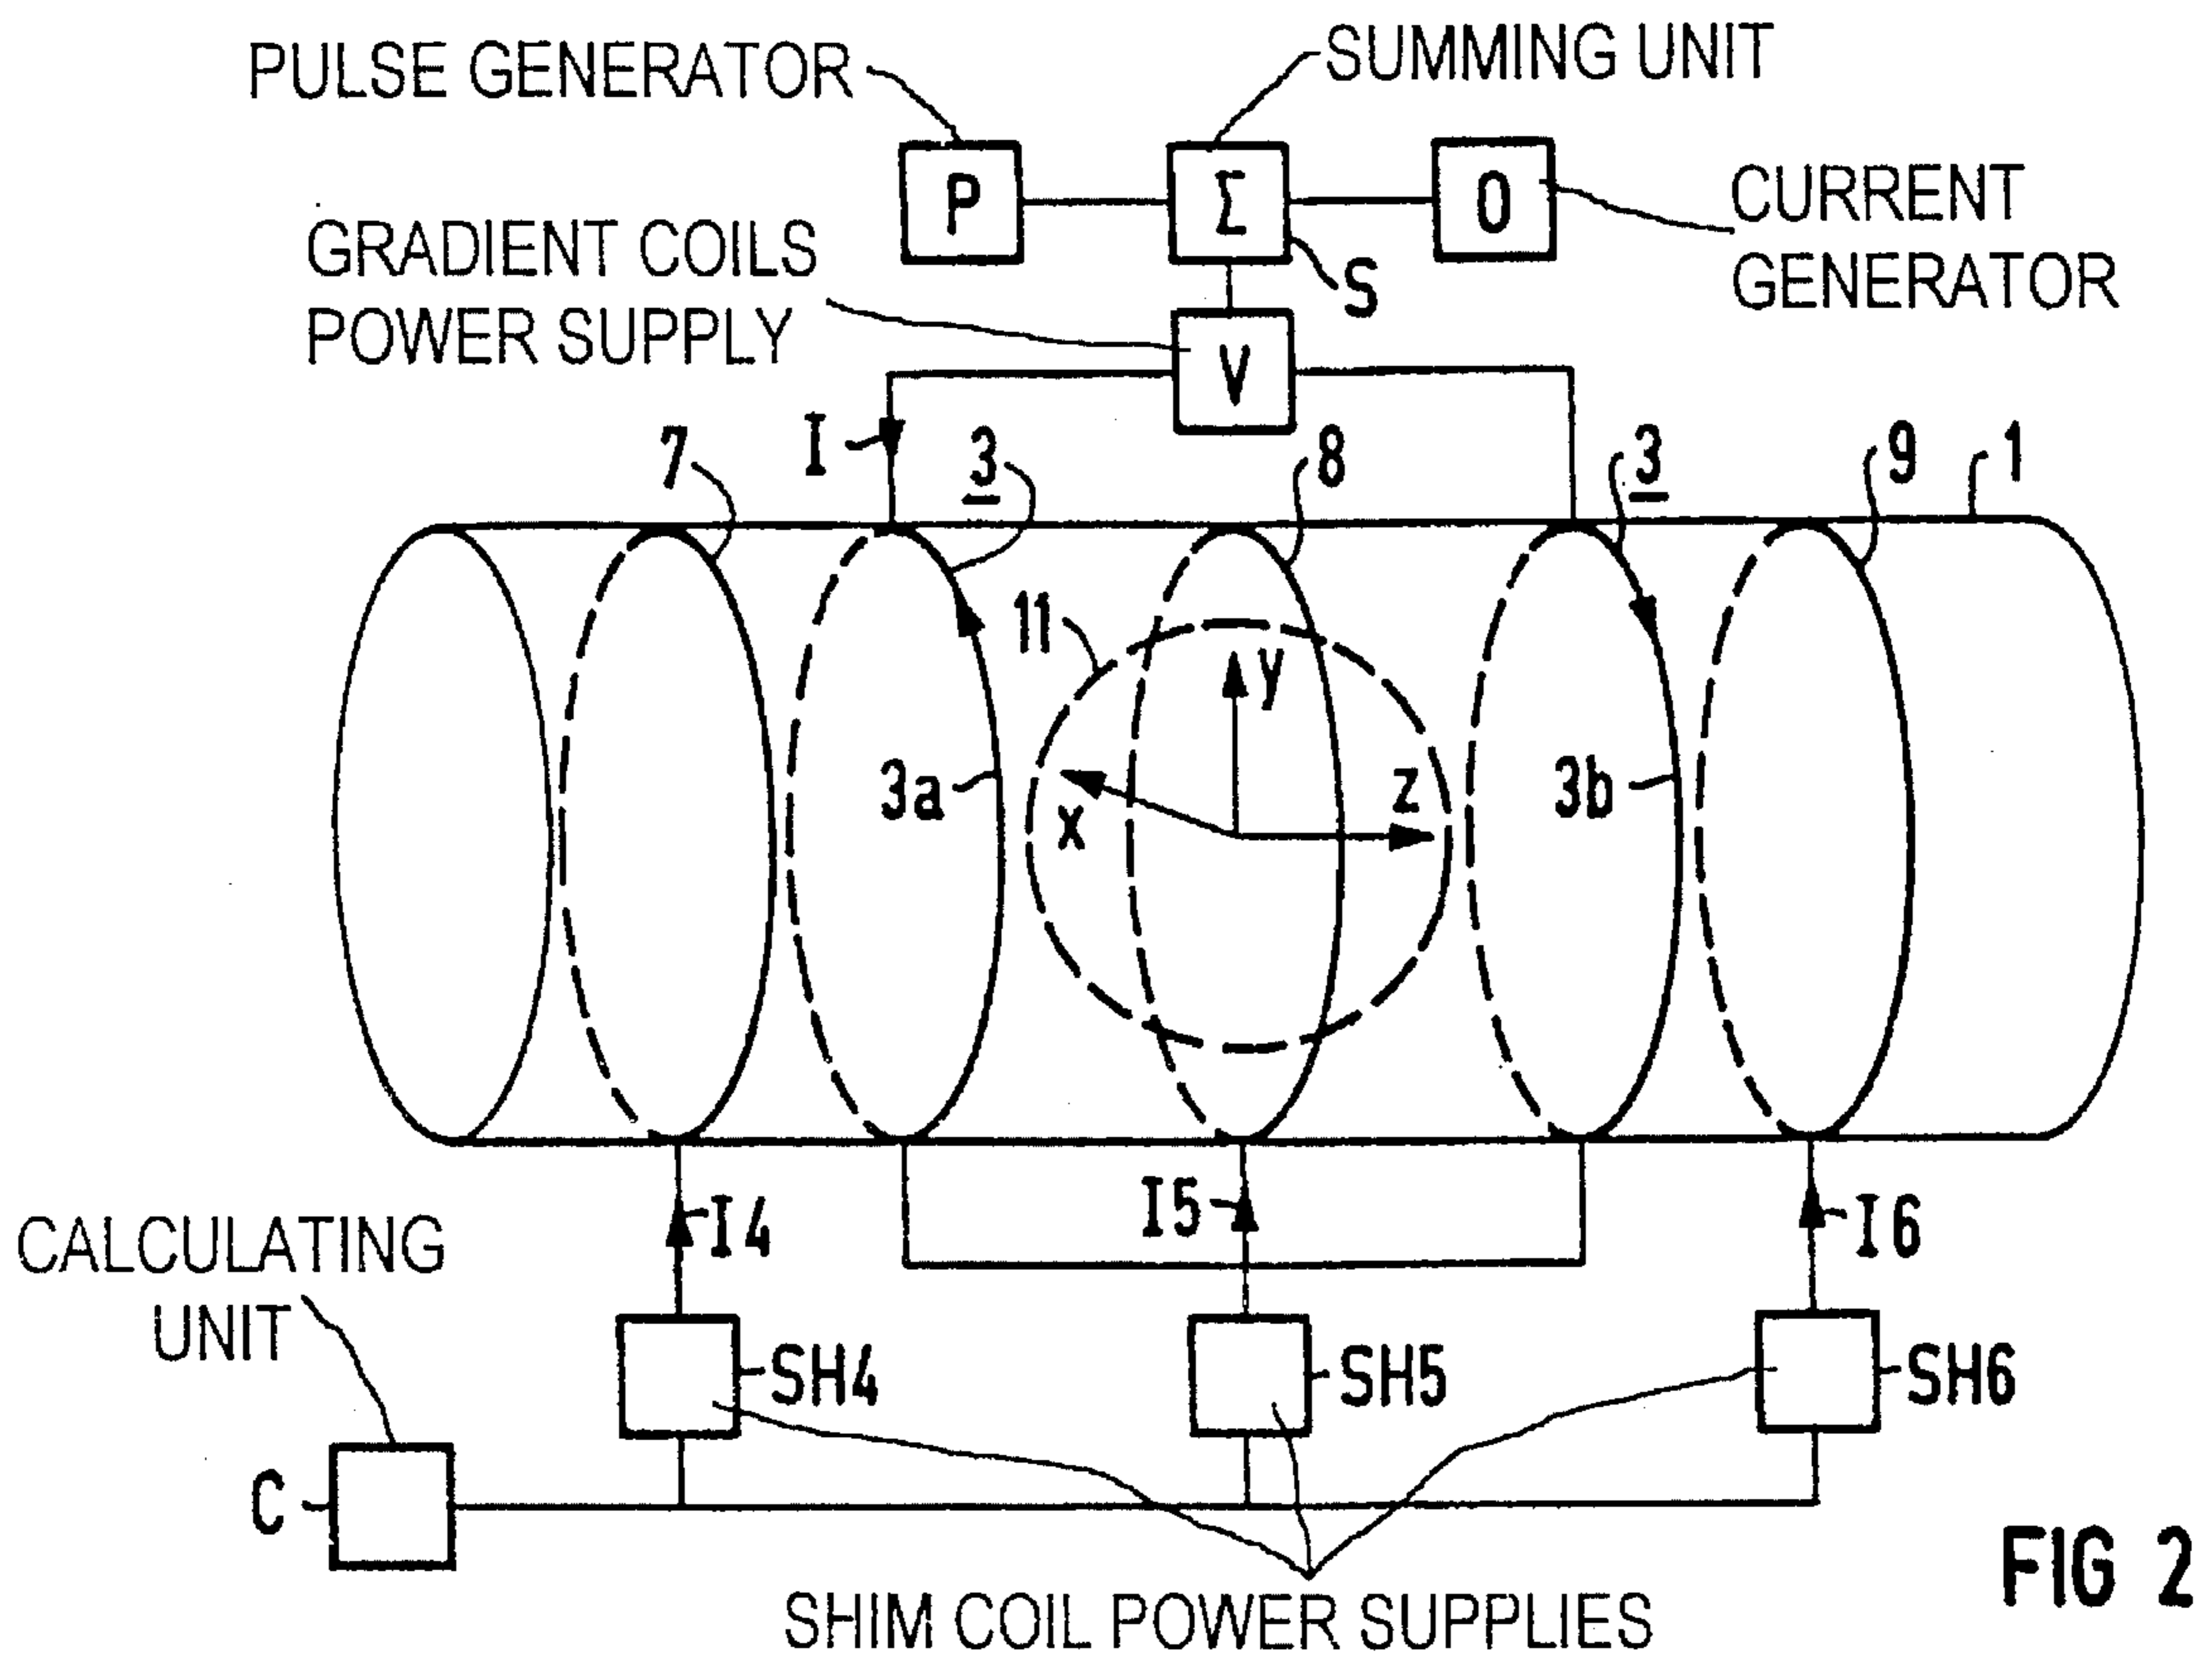 PULSE GENERATOR
SUMMING UNIT
P
Σ
O
CURRENT
GENERATOR
GRADIENT COILS
POWER SUPPLY
S
V
I
7
3
8
3
9
1
11
y
3a
x
z
3b
I4
I5
I6
CALCULATING
UNIT
SH4
SH5
SH6
C
SHIM COIL POWER SUPPLIES
FIG 2